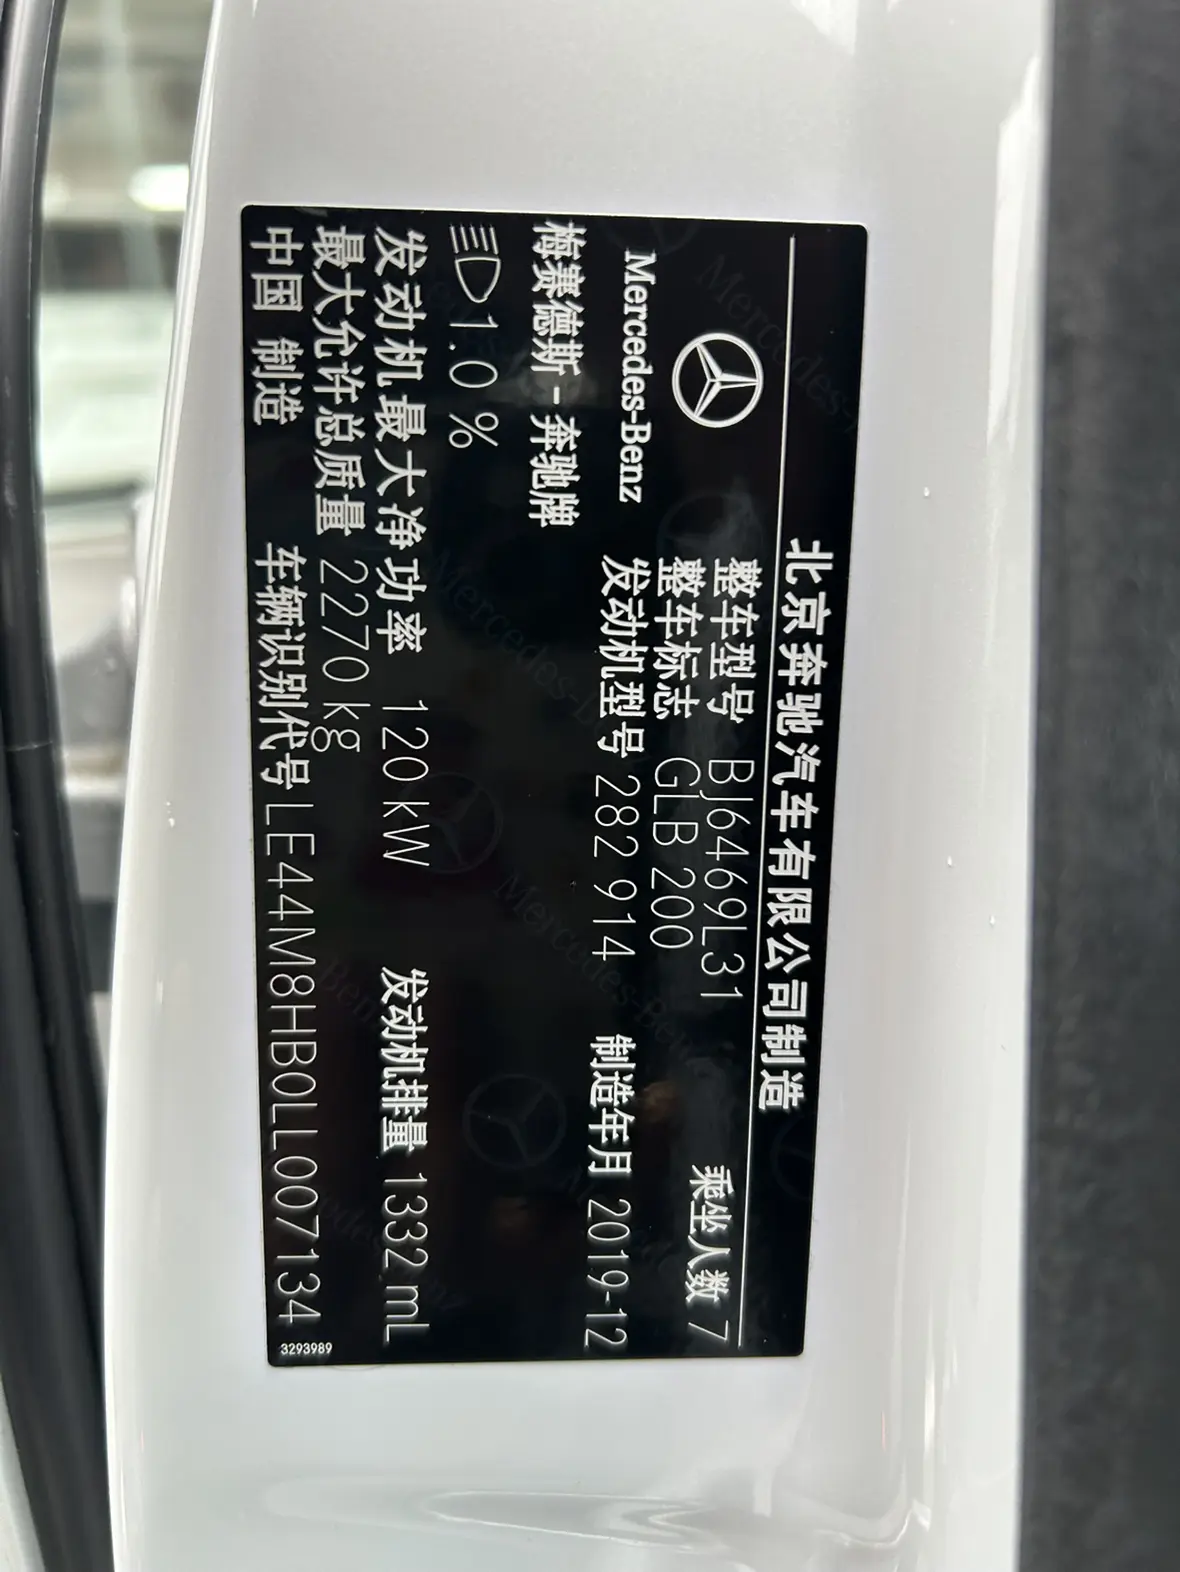 北京奔驰汽车有限公司制造
Mercedes-Benz
整车型号 BJ6469L31 乘坐人数 7
整车标志 GLB 200
发动机型号 282 914 制造年月 2019-12
梅赛德斯-奔驰牌
1.0 %
发动机最大净功率 120 kW 发动机排量 1332 mL
最大允许总质量 2270 kg
中国 制造 车辆识别代号 LE44M8HB0LL007134
3293989